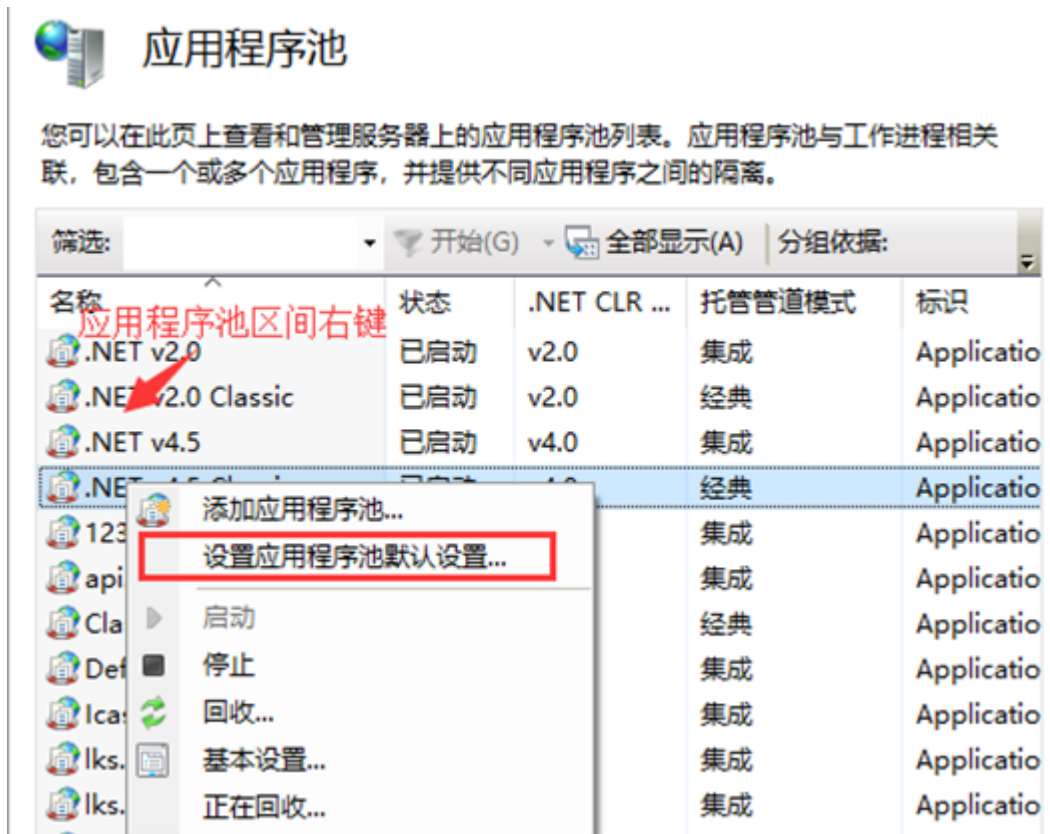 应用程序池
您可以在此页上查看和管理服务器上的应用程序池列表。应用程序池与工作进程相关
联，包含一个或多个应用程序，并提供不同应用程序之间的隔离。
筛选: 开始(G) 全部显示(A) 分组依据:
名称 状态 .NET CLR ... 托管管道模式 标识
应用程序池区间右键
.NET v2.0 已启动 v2.0 集成 Applicatio
.NET v2.0 Classic 已启动 v2.0 经典 Applicatio
.NET v4.5 已启动 v4.0 集成 Applicatio
.NE 经典 Applicatio
添加应用程序池...
123 集成 Applicatio
设置应用程序池默认设置...
api 集成 Applicatio
Cla 启动 经典 Applicatio
Def 停止 集成 Applicatio
Icas 回收... 集成 Applicatio
lks. 基本设置... 集成 Applicatio
lks. 正在回收... 集成 Applicatio